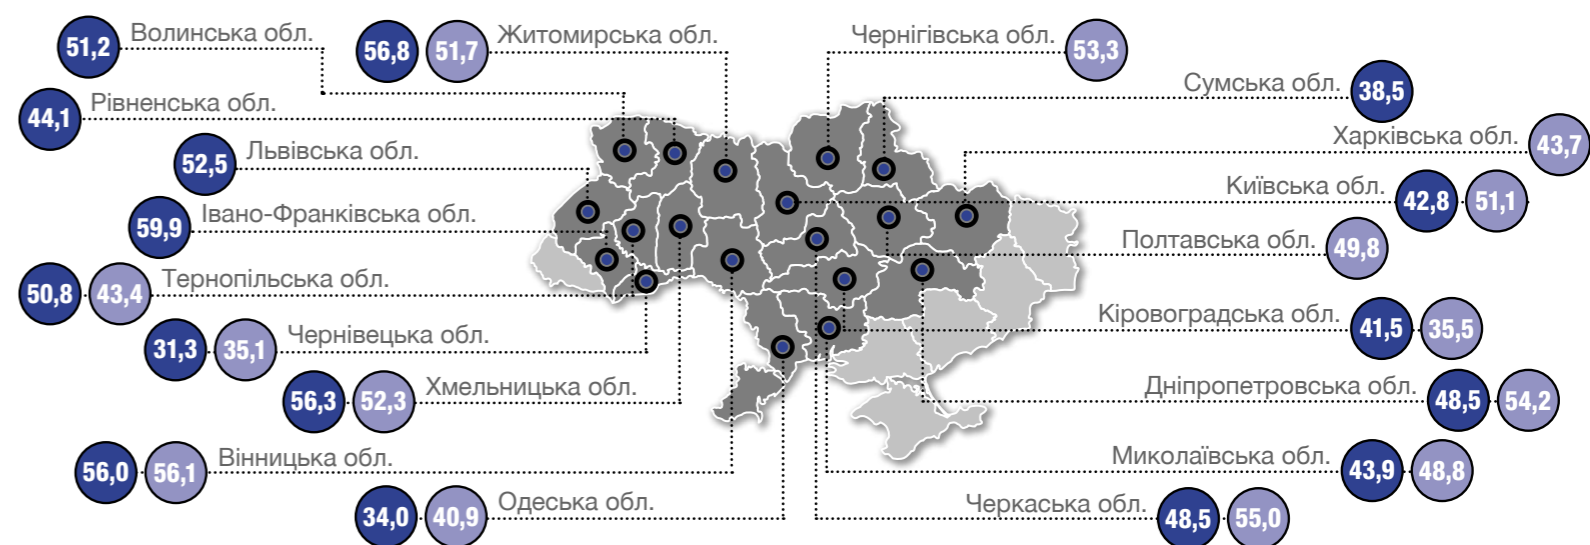 51,2 Волинська обл.
56,8 51,7 Житомирська обл.
Чернігівська обл. 53,3
44,1 Рівненська обл.
Сумська обл. 38,5
52,5 Львівська обл.
Харківська обл. 43,7
59,9 Івано-Франківська обл.
Київська обл. 42,8 51,1
Полтавська обл. 49,8
50,8 43,4 Тернопільська обл.
31,3 35,1 Чернівецька обл.
Кіровоградська обл. 41,5 35,5
56,3 52,3 Хмельницька обл.
Дніпропетровська обл. 48,5 54,2
56,0 56,1 Вінницька обл.
Миколаївська обл. 43,9 48,8
34,0 40,9 Одеська обл.
Черкаська обл. 48,5 55,0